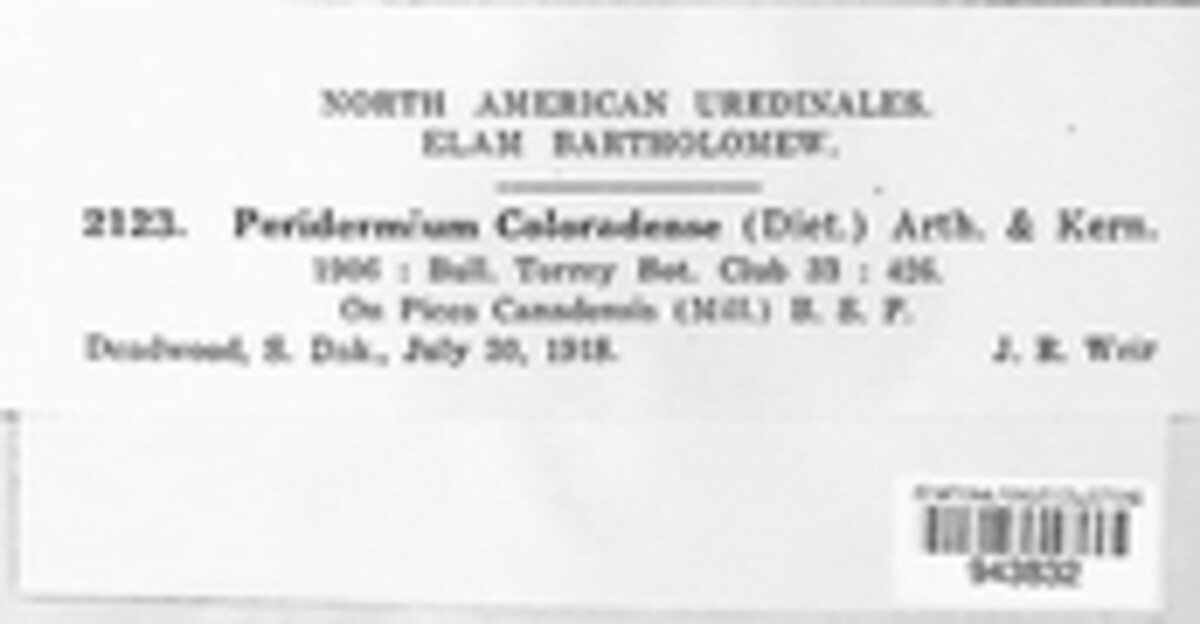 NORTH AMERICAN UREDINALES.
ELAM BARTHOLOMEW.
2123. Peridermium Coloradense (Diet.) Arth. & Kern.
1906 : Bull. Torrey Bot. Club 33 : 426.
On Picea Canadensis (Mill.) B. S. P.
Deadwood, S. Dak., July 30, 1918. J. R. Weir
943832